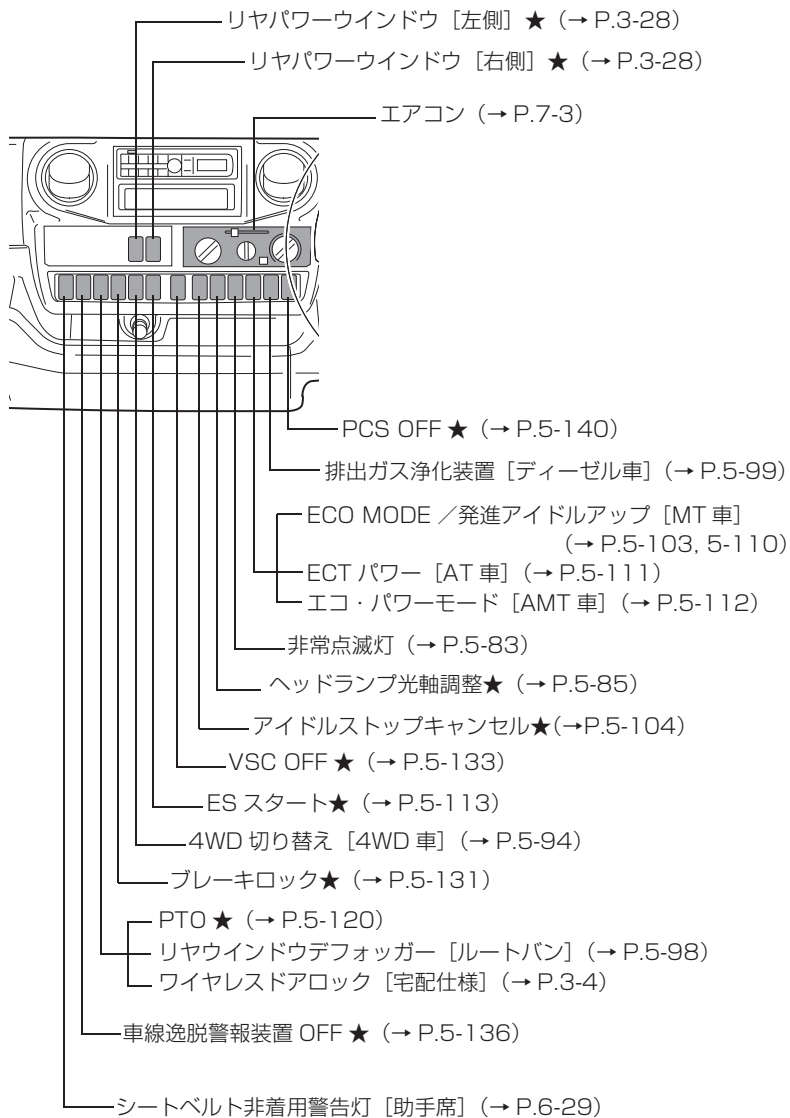 リヤパワーウインドウ［左側］★（→ P.3-28）
リヤパワーウインドウ［右側］★（→ P.3-28）
エアコン（→ P.7-3）
PCS OFF ★（→ P.5-140）
排出ガス浄化装置［ディーゼル車］（→ P.5-99）
ECO MODE ／発進アイドルアップ［MT 車］
（→ P.5-103, 5-110）
ECT パワー［AT 車］（→ P.5-111）
エコ・パワーモード［AMT 車］（→ P.5-112）
非常点滅灯（→ P.5-83）
ヘッドランプ光軸調整★（→ P.5-85）
アイドルストップキャンセル★（→P.5-104）
VSC OFF ★（→ P.5-133）
ES スタート★（→ P.5-113）
4WD 切り替え［4WD 車］（→ P.5-94）
ブレーキロック★（→ P.5-131）
PTO ★（→ P.5-120）
リヤウインドウデフォッガー［ルートバン］（→ P.5-98）
ワイヤレスドアロック［宅配仕様］（→ P.3-4）
車線逸脱警報装置 OFF ★（→ P.5-136）
シートベルト非着用警告灯［助手席］（→ P.6-29）